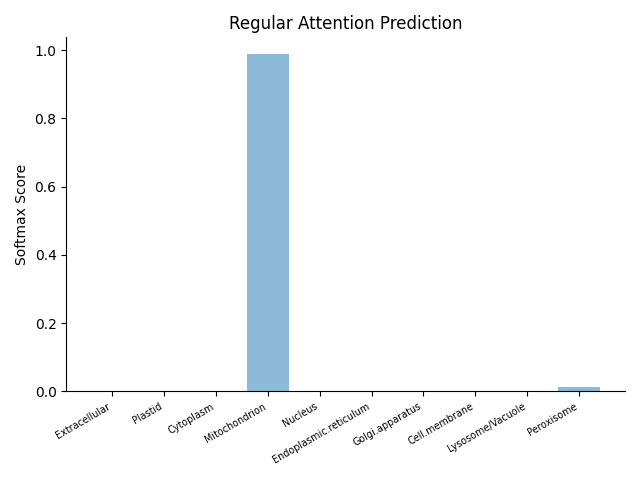 Regular Attention Prediction
Softmax Score
1.0
0.8
0.6
0.4
0.2
0.0
Extracellular
Plastid
Cytoplasm
Mitochondrion
Nucleus
Endoplasmic.reticulum
Golgi.apparatus
Cell.membrane
Lysosome/Vacuole
Peroxisome